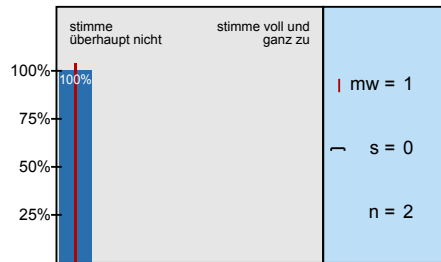 stimme
überhaupt nicht
stimme voll und
ganz zu
100%
100%
75%
50%
25%
mw = 1
s = 0
n = 2